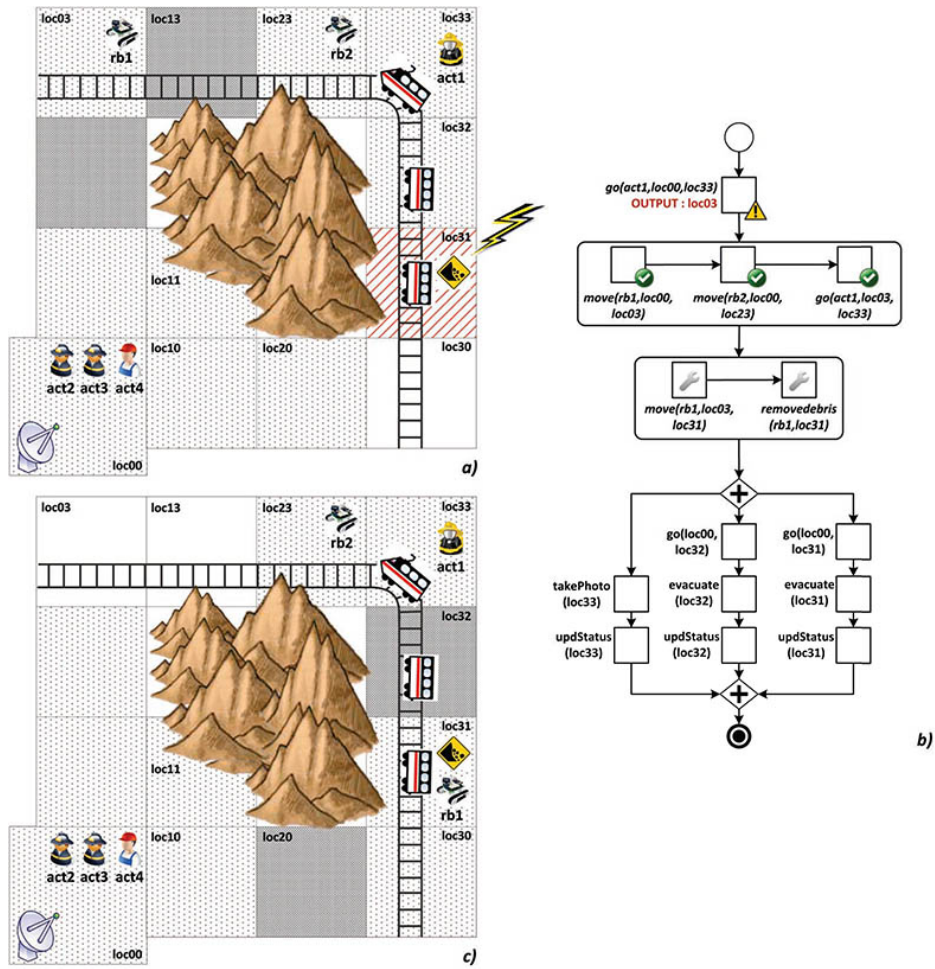 loc03
loc13
loc23
loc33
rb1
rb2
act1
loc32
loc31
loc11
loc10
loc20
loc30
act2 act3 act4
loc00
a)
go(act1,loc00,loc33)
OUTPUT : loc03
move(rb1,loc00,
loc03)
move(rb2,loc00,
loc23)
go(act1,loc03,
loc33)
move(rb1,loc03,
loc31)
removedebris
(rb1,loc31)
go(loc00,
loc32)
go(loc00,
loc31)
takePhoto
(loc33)
evacuate
(loc32)
evacuate
(loc31)
updStatus
(loc33)
updStatus
(loc32)
updStatus
(loc31)
b)
loc03
loc13
loc23
loc33
rb2
act1
loc32
loc31
loc11
rb1
loc10
loc20
loc30
act2 act3 act4
loc00
c)